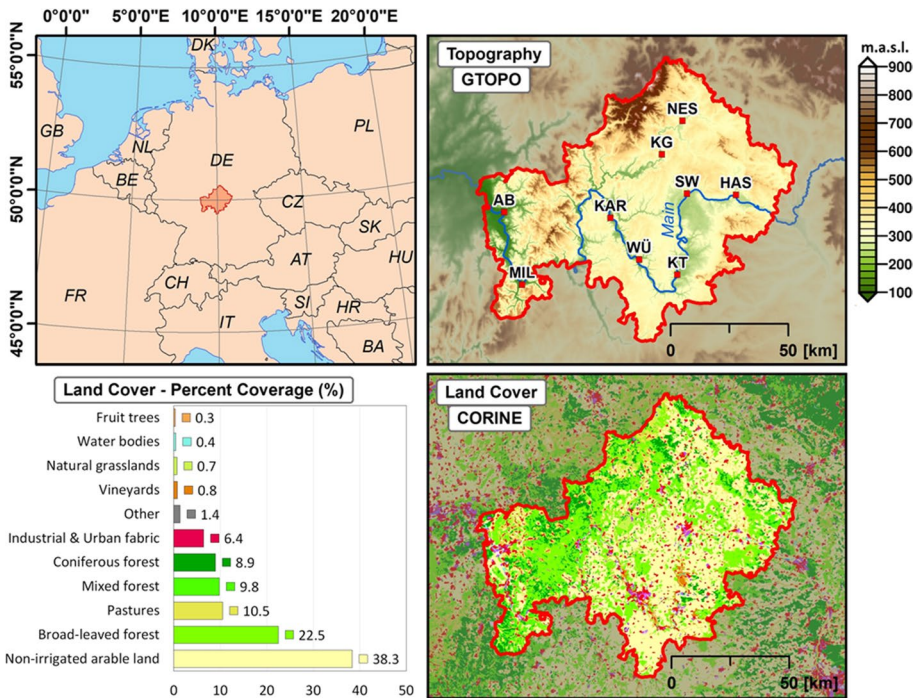 0°0'0"
5°0'0"E
10°0'0"E
15°0'0"E
20°0'0"E
55°0'0"N
50°0'0"N
45°0'0"N
DK
GB
NL
PL
DE
BE
CZ
SK
HU
AT
CH
FR
SI
HR
IT
BA
Topography
GTOPO
NES
KG
SW
HAS
AB
KAR
Main
WÜ
KT
MIL
0
50 [km]
m.a.s.l.
900
800
700
600
500
400
300
200
100
Land Cover - Percent Coverage (%)
Fruit trees 0.3
Water bodies 0.4
Natural grasslands 0.7
Vineyards 0.8
Other 1.4
Industrial & Urban fabric 6.4
Coniferous forest 8.9
Mixed forest 9.8
Pastures 10.5
Broad-leaved forest 22.5
Non-irrigated arable land 38.3
0 10 20 30 40 50
Land Cover
CORINE
0
50 [km]